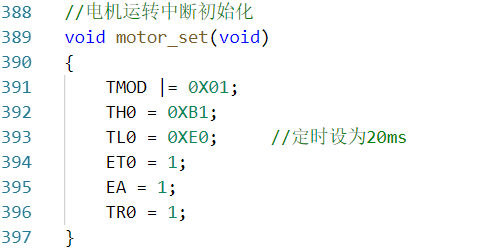 388 //电机运转中断初始化
389 void motor_set(void)
390 {
391 TMOD |= 0X01;
392 TH0 = 0XB1;
393 TL0 = 0XE0; //定时设为20ms
394 ET0 = 1;
395 EA = 1;
396 TR0 = 1;
397 }